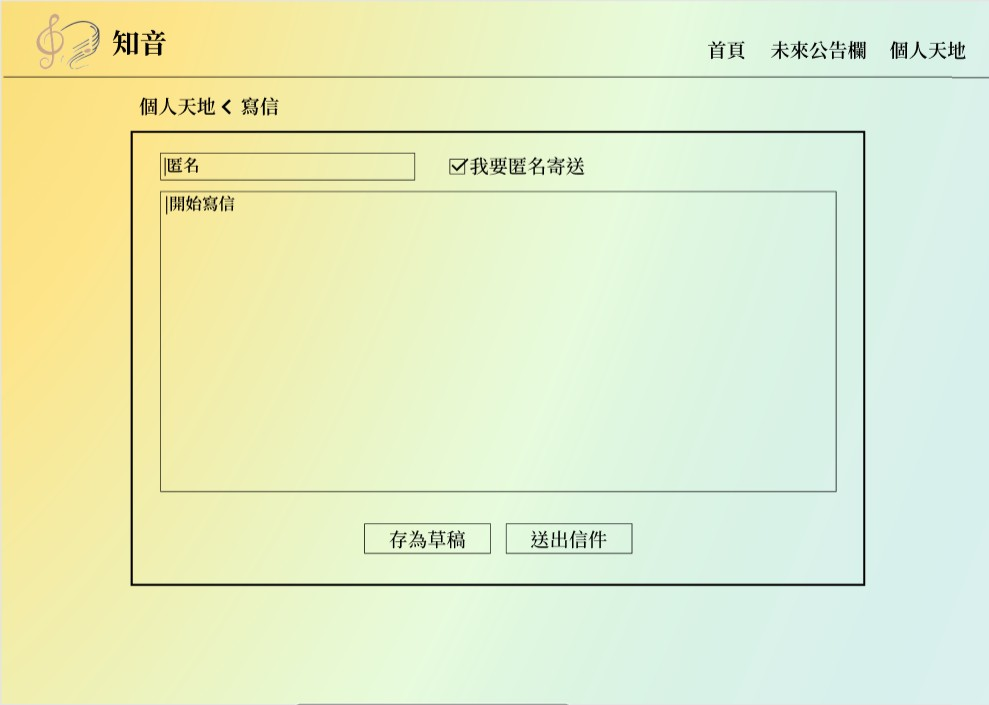 知音
首頁 未來公告欄 個人天地
個人天地 < 寫信
匿名
我要匿名寄送
開始寫信
存為草稿 送出信件